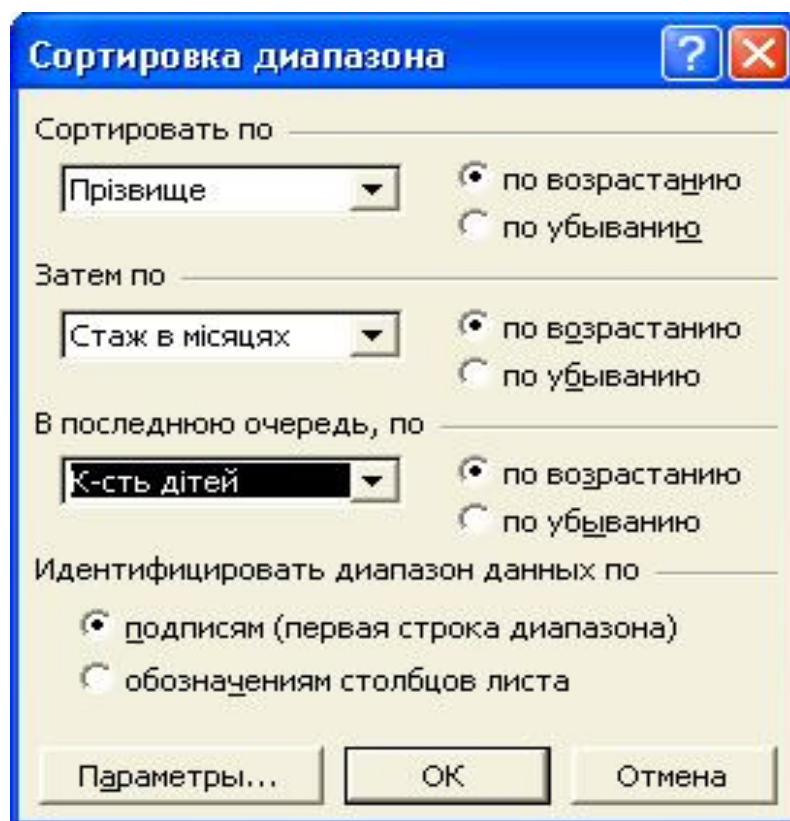 Сортировка диапазона
Сортировать по
Прізвище
по возрастанию
по убыванию
Затем по
Стаж в місяцях
по возрастанию
по убыванию
В последнюю очередь, по
К-сть дітей
по возрастанию
по убыванию
Идентифицировать диапазон данных по
подписям (первая строка диапазона)
обозначениям столбцов листа
Параметры... ОК Отмена